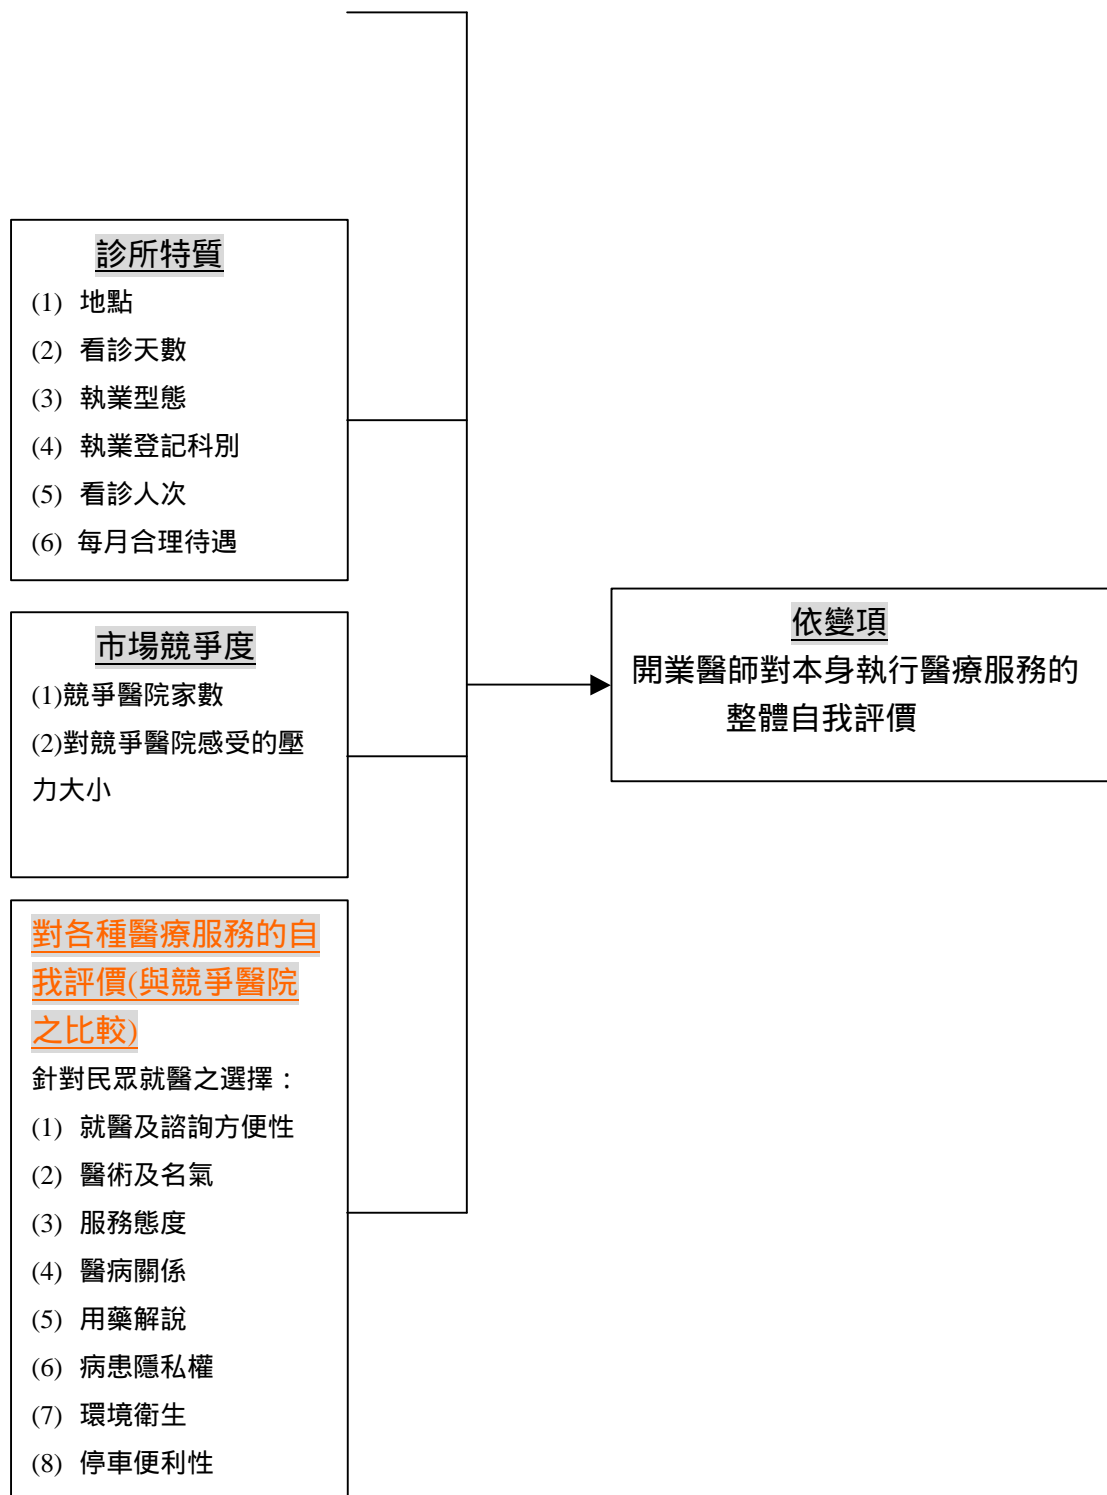 診所特質
(1) 地點
(2) 看診天數
(3) 執業型態
(4) 執業登記科別
(5) 看診人次
(6) 每月合理待遇
市場競爭度
(1)競爭醫院家數
(2)對競爭醫院感受的壓
力大小
依變項
開業醫師對本身執行醫療服務的
整體自我評價
對各種醫療服務的自
我評價(與競爭醫院
之比較)
針對民眾就醫之選擇：
(1) 就醫及諮詢方便性
(2) 醫術及名氣
(3) 服務態度
(4) 醫病關係
(5) 用藥解說
(6) 病患隱私權
(7) 環境衛生
(8) 停車便利性